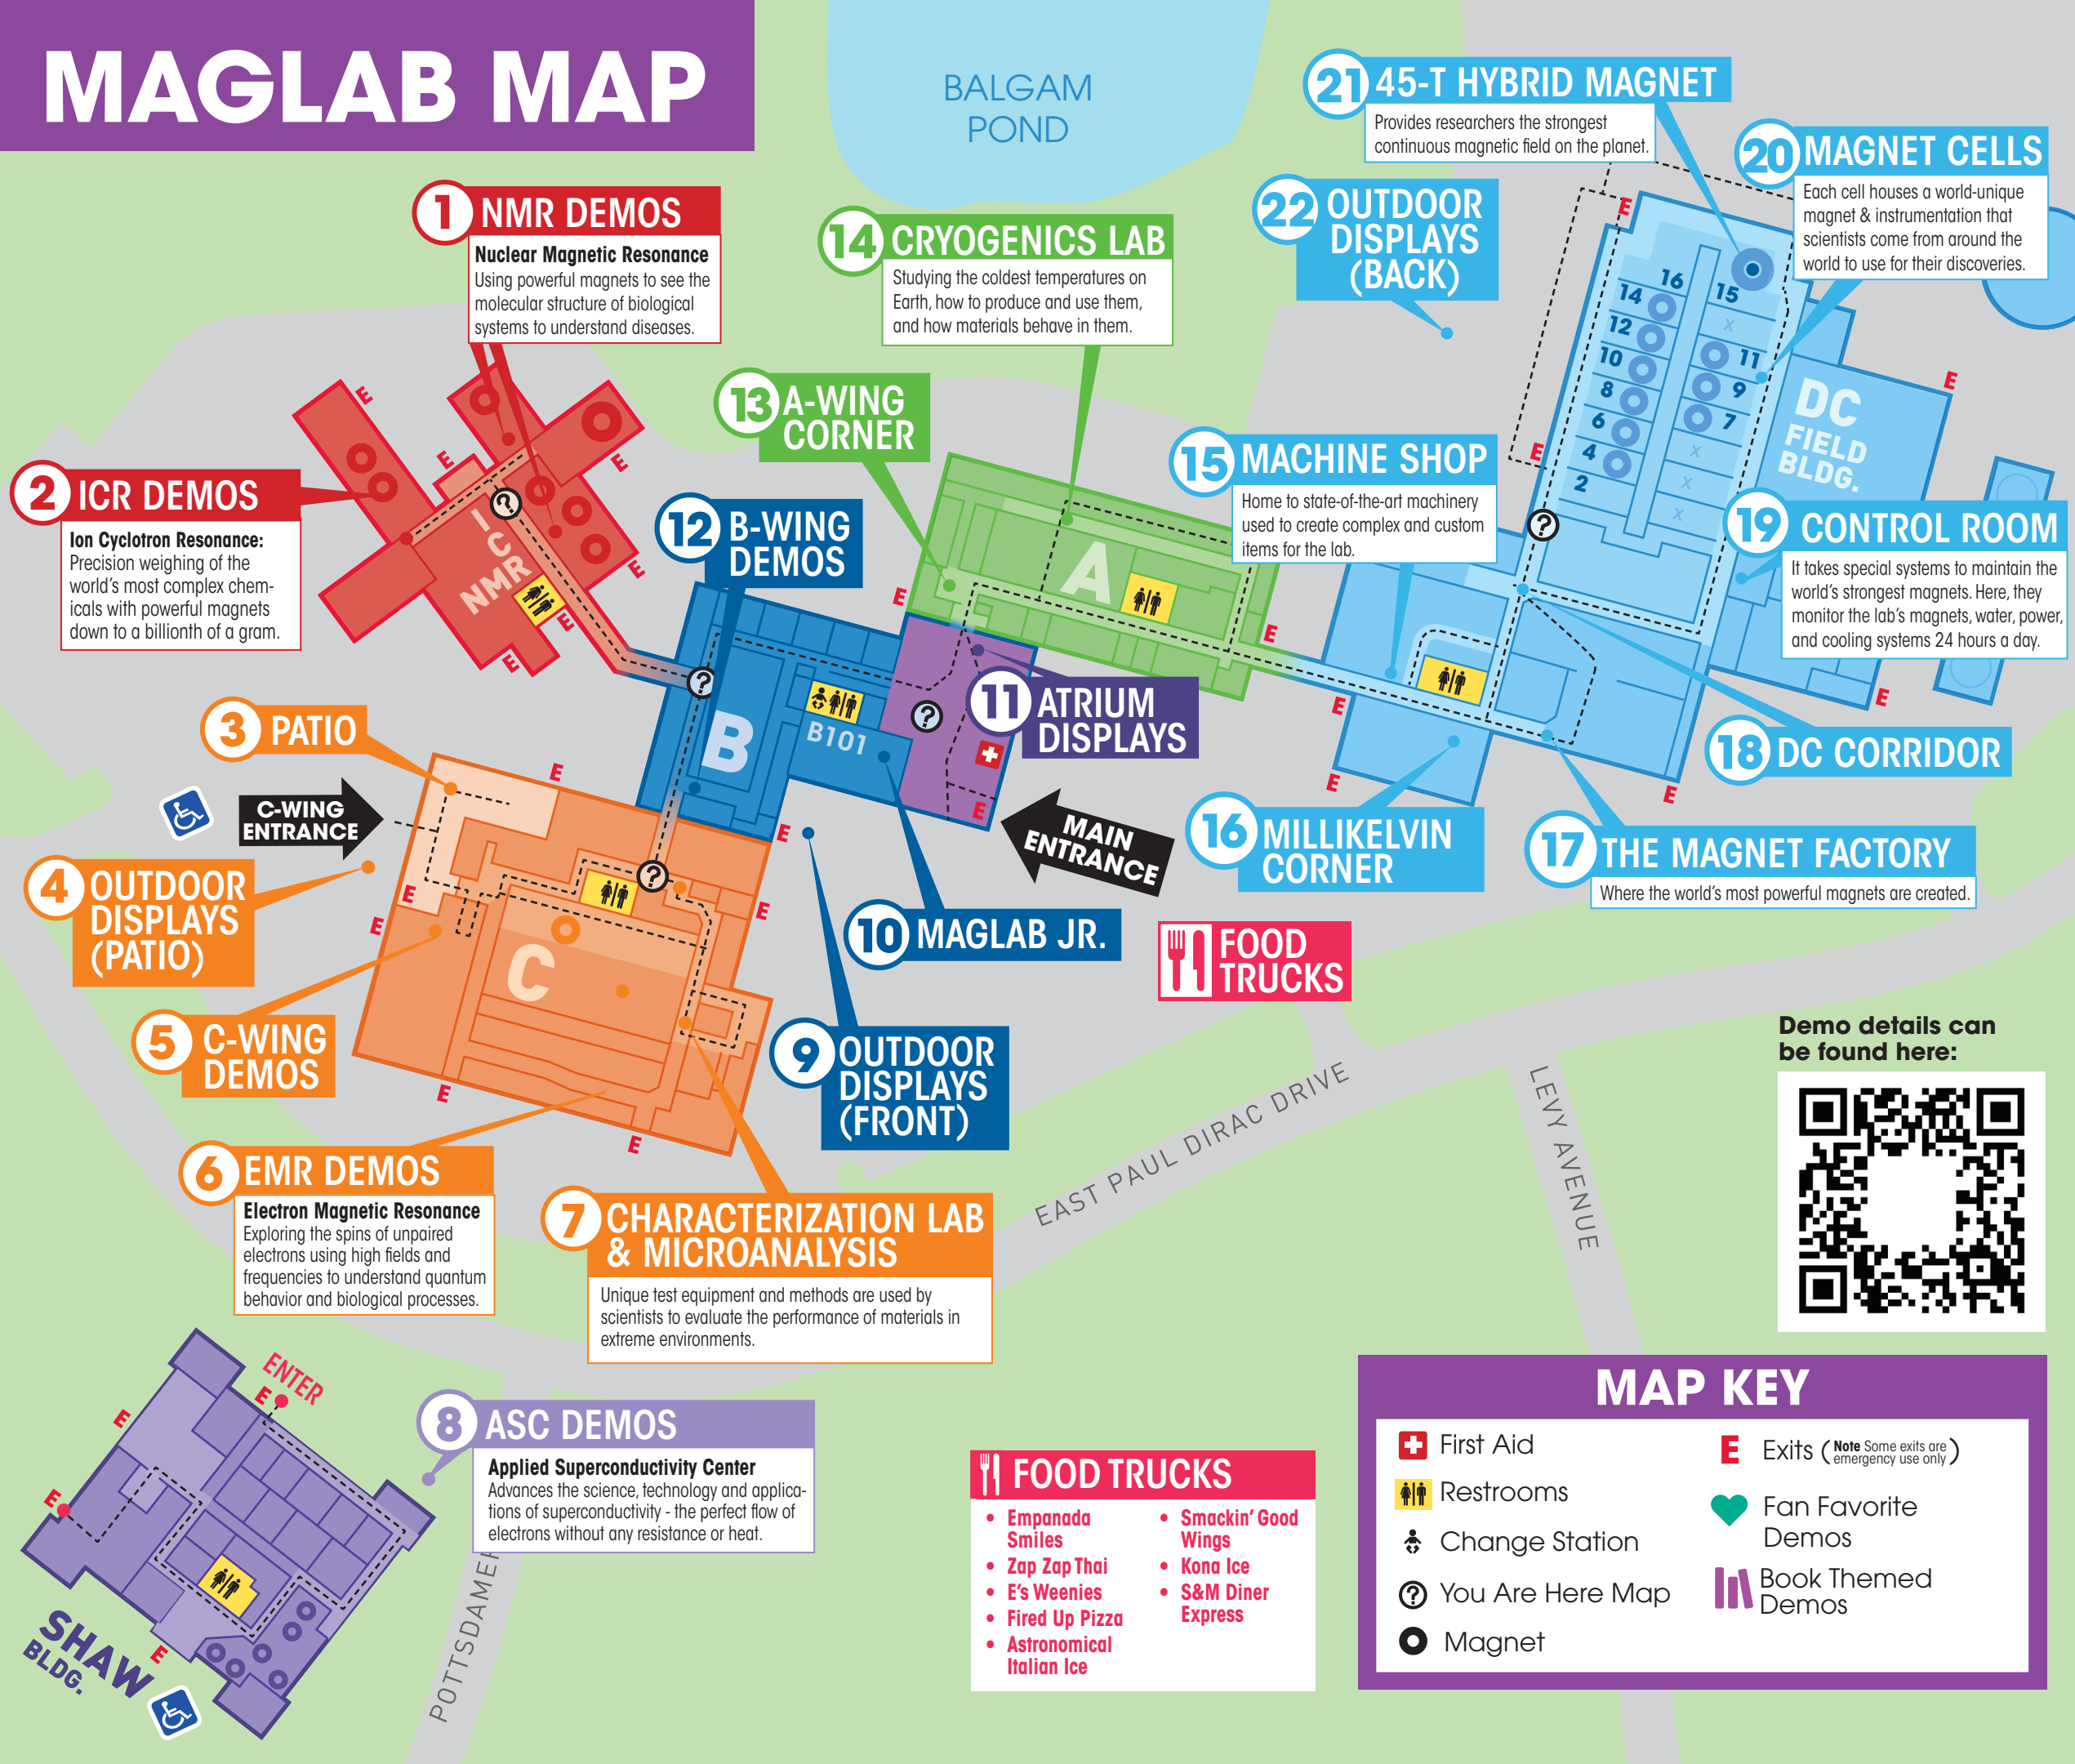 MAGLAB MAP
BALGAM
POND
21 45-T HYBRID MAGNET
Provides researchers the strongest
continuous magnetic field on the planet.
20 MAGNET CELLS
Each cell houses a world-unique
magnet & instrumentation that
scientists come from around the
world to use for their discoveries.
22 OUTDOOR
DISPLAYS
(BACK)
1 NMR DEMOS
Nuclear Magnetic Resonance
Using powerful magnets to see the
molecular structure of biological
systems to understand diseases.
14 CRYOGENICS LAB
Studying the coldest temperatures on
Earth, how to produce and use them,
and how materials behave in them.
E
16
15
14
x
12
11
10
9
8
7
6
x
4
x
2
x
DC
FIELD
BLDG.
E
E
13 A-WING
CORNER
15 MACHINE SHOP
Home to state-of-the-art machinery
used to create complex and custom
items for the lab.
2 ICR DEMOS
Ion Cyclotron Resonance:
Precision weighing of the
world's most complex chem-
icals with powerful magnets
down to a billionth of a gram.
E
E
E
E
E
E
?
ICR
NMR
12 B-WING
DEMOS
?
19 CONTROL ROOM
It takes special systems to maintain the
world's strongest magnets. Here, they
monitor the lab's magnets, water, power,
and cooling systems 24 hours a day.
A
E
E
?
B
B101
?
11 ATRIUM
DISPLAYS
E
E
E
E
E
18 DC CORRIDOR
3 PATIO
C-WING
ENTRANCE
E
E
MAIN
ENTRANCE
16 MILLIKELVIN
CORNER
17 THE MAGNET FACTORY
Where the world's most powerful magnets are created.
4 OUTDOOR
DISPLAYS
(PATIO)
E
E
?
E
C
10 MAGLAB JR.
FOOD
TRUCKS
5 C-WING
DEMOS
E
E
9 OUTDOOR
DISPLAYS
(FRONT)
Demo details can
be found here:
EAST PAUL DIRAC DRIVE
LEVY AVENUE
6 EMR DEMOS
Electron Magnetic Resonance
Exploring the spins of unpaired
electrons using high fields and
frequencies to understand quantum
behavior and biological processes.
7 CHARACTERIZATION LAB
& MICROANALYSIS
Unique test equipment and methods are used by
scientists to evaluate the performance of materials in
extreme environments.
ENTER
E
E
E
E
8 ASC DEMOS
Applied Superconductivity Center
Advances the science, technology and applica-
tions of superconductivity - the perfect flow of
electrons without any resistance or heat.
SHAW
BLDG.
FOOD TRUCKS
• Empanada
Smiles
• Zap Zap Thai
• E's Weenies
• Fired Up Pizza
• Astronomical
Italian Ice
• Smackin' Good
Wings
• Kona Ice
• S&M Diner
Express
MAP KEY
First Aid
Restrooms
Change Station
? You Are Here Map
Magnet
E Exits (Note Some exits are
emergency use only)
Fan Favorite
Demos
Book Themed
Demos